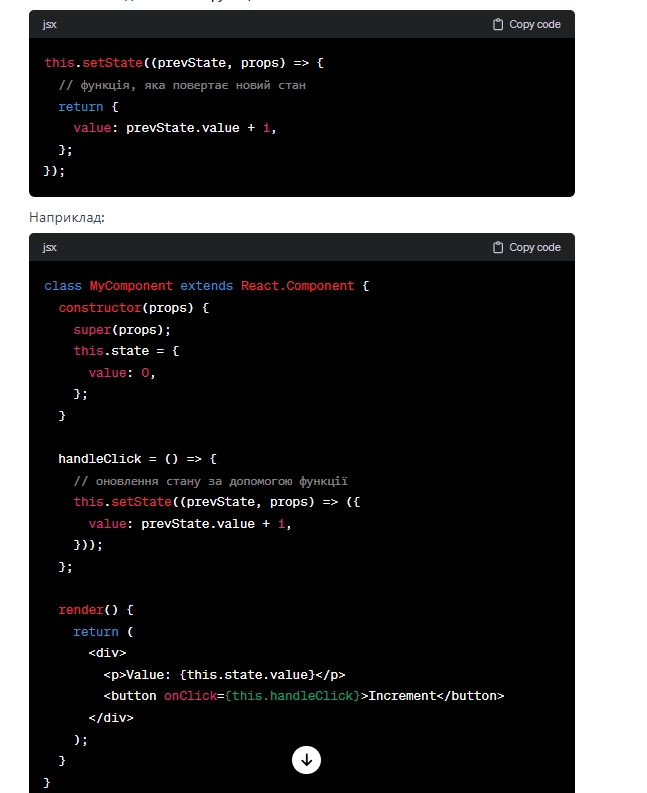 jsx
Copy code
this.setState((prevState, props) => {
  // функція, яка повертає новий стан
  return {
    value: prevState.value + 1,
  };
});
Наприклад:
jsx
Copy code
class MyComponent extends React.Component {
  constructor(props) {
    super(props);
    this.state = {
      value: 0,
    };
  }

  handleClick = () => {
    // оновлення стану за допомогою функції
    this.setState((prevState, props) => ({
      value: prevState.value + 1,
    }));
  };

  render() {
    return (
      <div>
        <p>Value: {this.state.value}</p>
        <button onClick={this.handleClick}>Increment</button>
      </div>
    );
  }
}